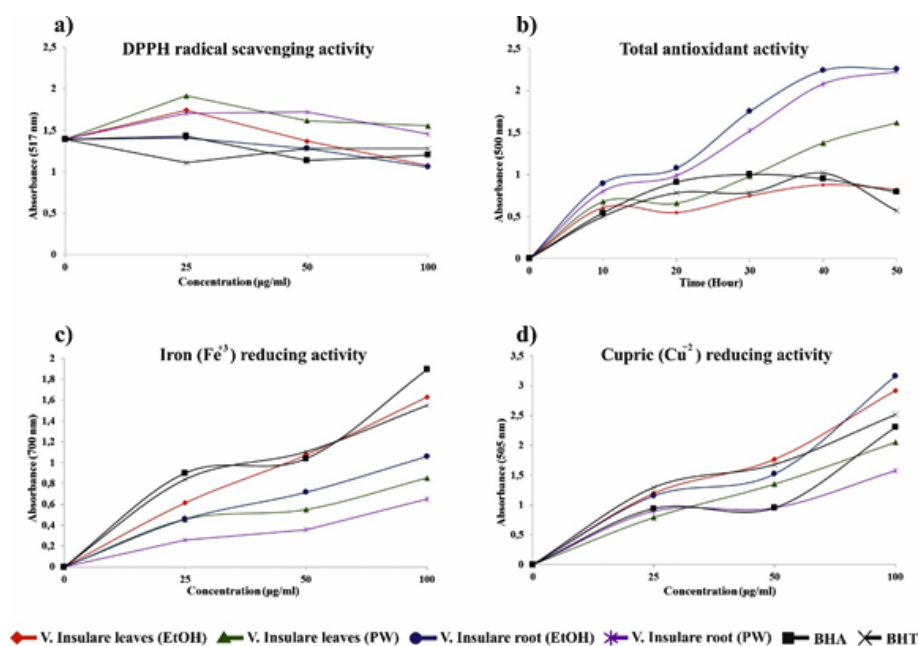 a)
DPPH radical scavenging activity
2,5
2
1,5
1
0,5
0
Absorbance (517 nm)
0 25 50 100
Concentration (µg/ml)
b)
Total antioxidant activity
2,5
2
1,5
1
0,5
0
Absorbance (500 nm)
0 10 20 30 40 50
Time (Hour)
c)
Iron (Fe+3) reducing activity
2
1,8
1,6
1,4
1,2
1
0,8
0,6
0,4
0,2
0
Absorbance (700 nm)
0 25 50 100
Concentration (µg/ml)
d)
Cupric (Cu-2) reducing activity
3,5
3
2,5
2
1,5
1
0,5
0
Absorbance (505 nm)
0 25 50 100
Concentration (µg/ml)
V. Insulare leaves (EtOH) V. Insulare leaves (PW) V. Insulare root (EtOH) V. Insulare root (PW) BHA BHT